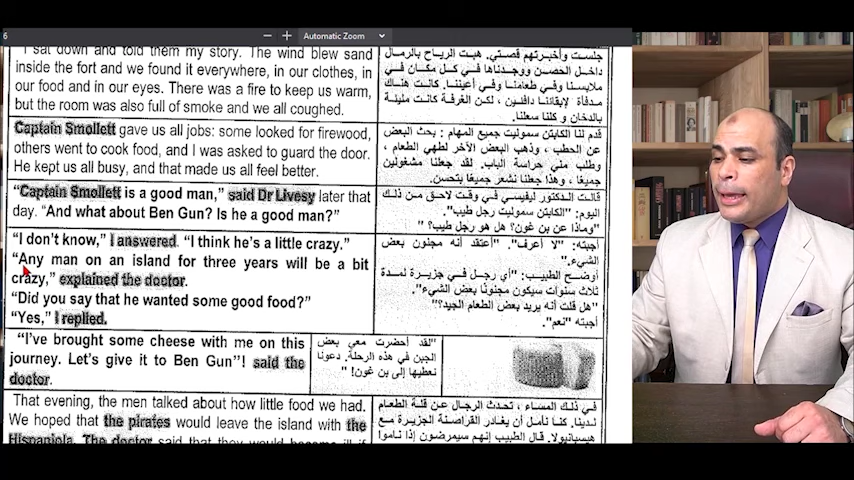 6
Automatic Zoom
I sat down and told them my story. The wind blew sand
inside the fort and we found it everywhere, in our clothes, in
our food and in our eyes. There was a fire to keep us warm,
but the room was also full of smoke and we all coughed.
جلست وأخبرتهم قصتي. هبت الرياح بالرمال
داخل الحصن ووجدناها في كل مكان في
ملابسنا وفي طعامنا وفي أعيننا. كانت هناك
مدفأة لإبقائنا دافئين، لكن الغرفة كانت مليئة
بالدخان و كلنا سعلنا.
Captain Smollett gave us all jobs: some looked for firewood,
others went to cook food, and I was asked to guard the door.
He kept us all busy, and that made us all feel better.
قدم لنا الكابتن سموليت جميع المهام : بحث البعض
عن الحطب ، وذهب البعض الآخر لطهي الطعام ،
وطلب مني حراسة الباب. لقد جعلنا مشغولين
جميعًا ، وهذا جعلنا نشعر جميعًا بتحسن.
“Captain Smollett is a good man,” said Dr Livesy later that
day. “And what about Ben Gun? Is he a good man?”
قالت الدكتور ليفيسي في وقت لاحق من ذلك
اليوم: "الكابتن سموليت رجل طيب".
"وماذا عن بن غون؟ هل هو رجل طيب؟ "
“I don't know,” I answered. “I think he's a little crazy.”
“Any man on an island for three years will be a bit
crazy,” explained the doctor.
“Did you say that he wanted some good food?”
“Yes,” I replied.
أجبته: "لا أعرف". "أعتقد أنه مجنون بعض
الشيء".
أوضح الطبيب: "أي رجل في جزيرة لمدة
ثلاث سنوات سيكون مجنونًا بعض الشيء".
"هل قلت أنه يريد بعض الطعام الجيد؟"
أجبته "نعم".
“I've brought some cheese with me on this
journey. Let's give it to Ben Gun”! said the
doctor.
"لقد أحضرت معي بعض
الجبن في هذه الرحلة. دعونا
نعطيها إلى بن غون! "
That evening, the men talked about how little food we had.
We hoped that the pirates would leave the island with the
Hispaniola. The doctor said that they would become ill if
في ذلك المساء ، تحدث الرجال عن قلة الطعام
لدينا. كنا نأمل أن يغادر القراصنة الجزيرة مع
هيسبانيولا. قال الطبيب إنهم سيمرضون إذا ناموا